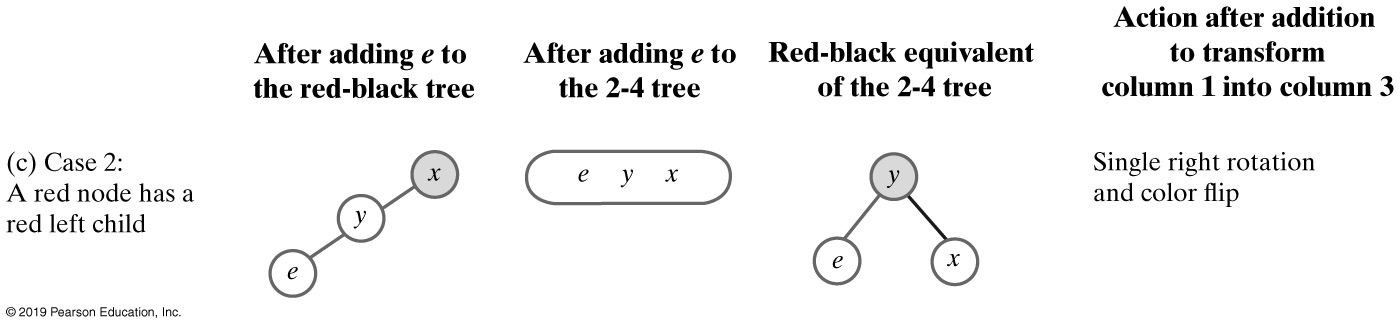 After adding e to
the red-black tree
After adding e to
the 2-4 tree
Red-black equivalent
of the 2-4 tree
Action after addition
to transform
column 1 into column 3
(c) Case 2:
A red node has a
red left child
x
y
e
e y x
y
e x
Single right rotation
and color flip
© 2019 Pearson Education, Inc.